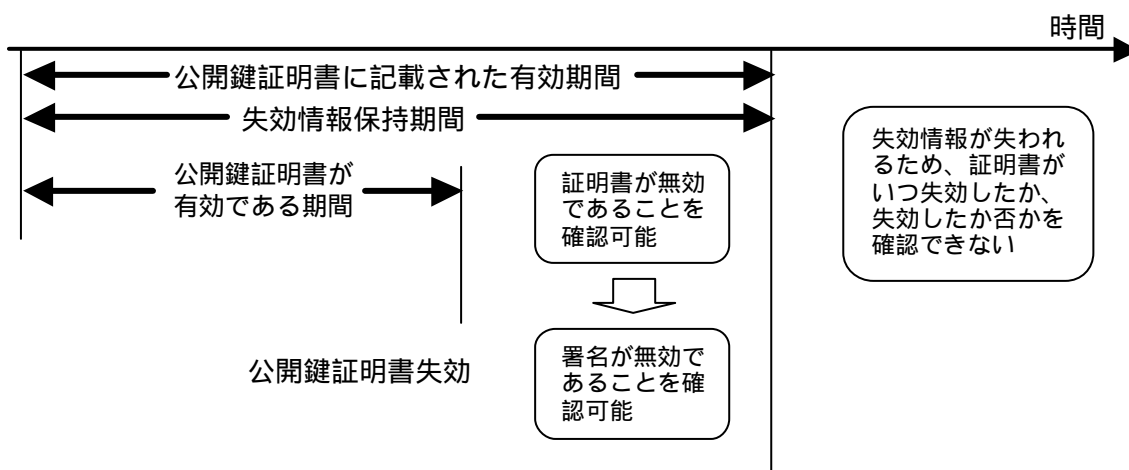 時間
公開鍵証明書に記載された有効期間
失効情報保持期間
公開鍵証明書が
有効である期間
証明書が無効
であることを
確認可能
失効情報が失われ
るため、証明書が
いつ失効したか、
失効したか否かを
確認できない
公開鍵証明書失効
署名が無効で
あることを確
認可能